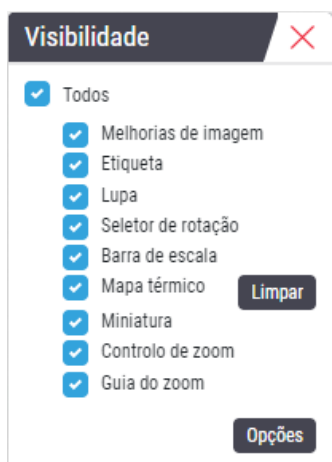 Visibilidade
Todos
Melhorias de imagem
Etiqueta
Lupa
Seletor de rotação
Barra de escala
Mapa térmico Limpar
Miniatura
Controlo de zoom
Guia do zoom
Opções